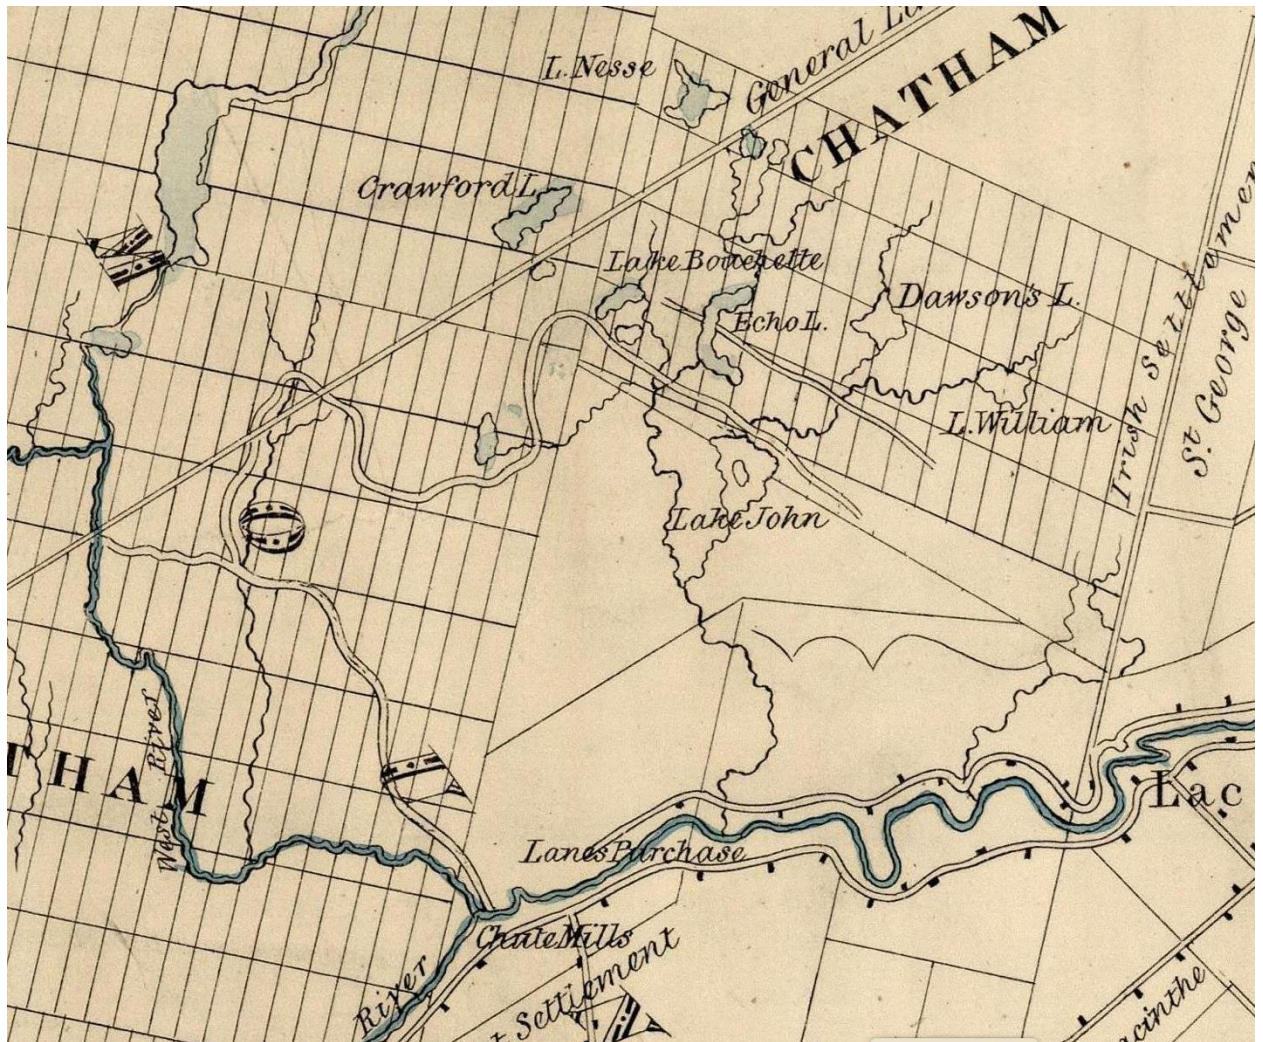 L. Nesse
General
CHATHAM
Crawford L.
Lake Bouchette
Dawson's L.
Echo L.
L. William
Irish Settlemen
St. George
Lake John
West River
THAM
Lac
Lanes Purchase
Chute Mills
River
t Settlement
acinthe